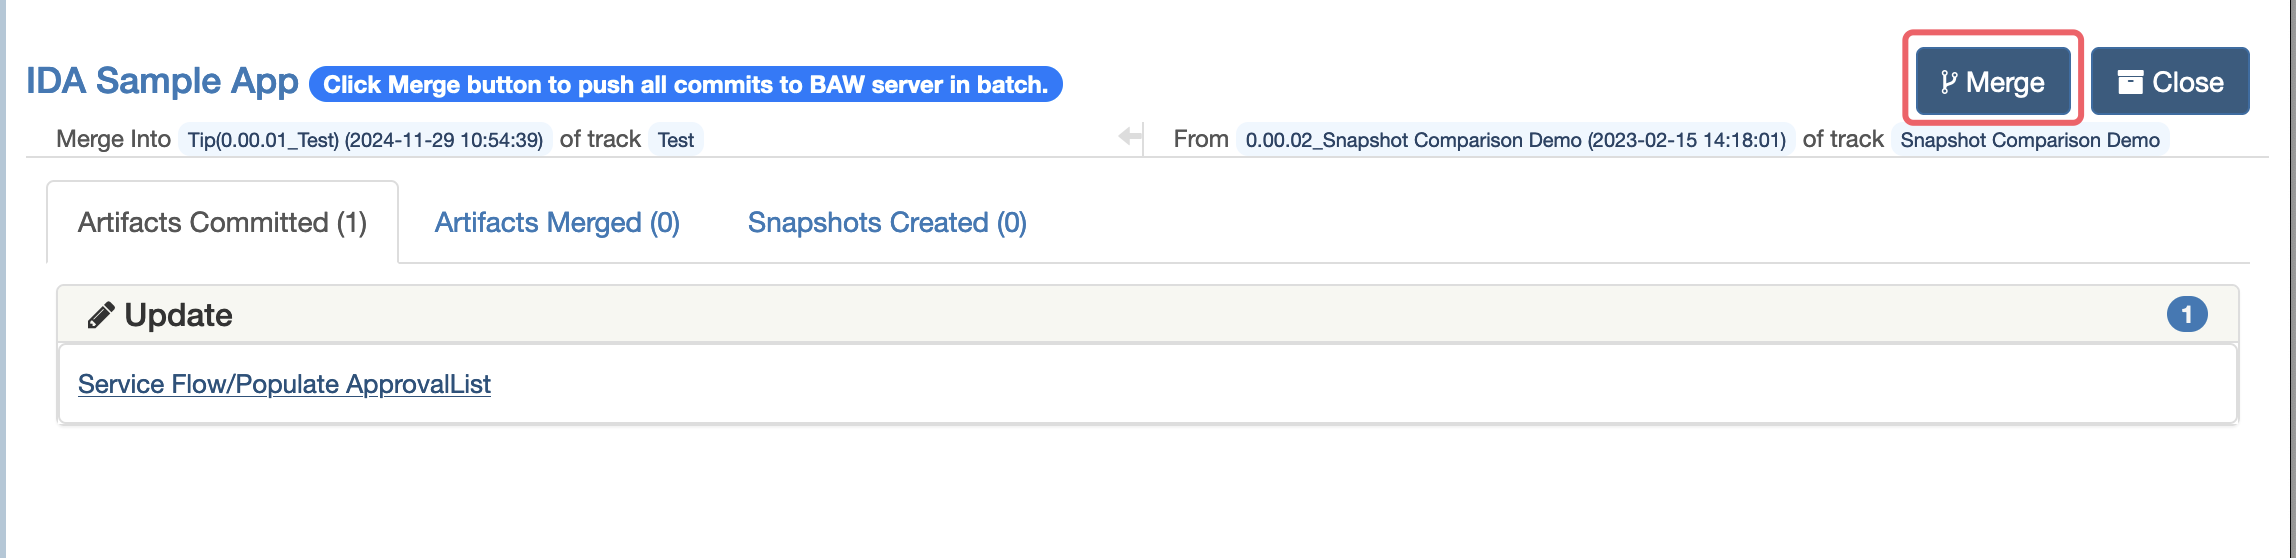 IDA Sample App Click Merge button to push all commits to BAW server in batch. Merge Close
Merge Into Tip(0.00.01_Test) (2024-11-29 10:54:39) of track Test From 0.00.02_Snapshot Comparison Demo (2023-02-15 14:18:01) of track Snapshot Comparison Demo
Artifacts Committed (1) Artifacts Merged (0) Snapshots Created (0)
Update 1
Service Flow/Populate ApprovalList